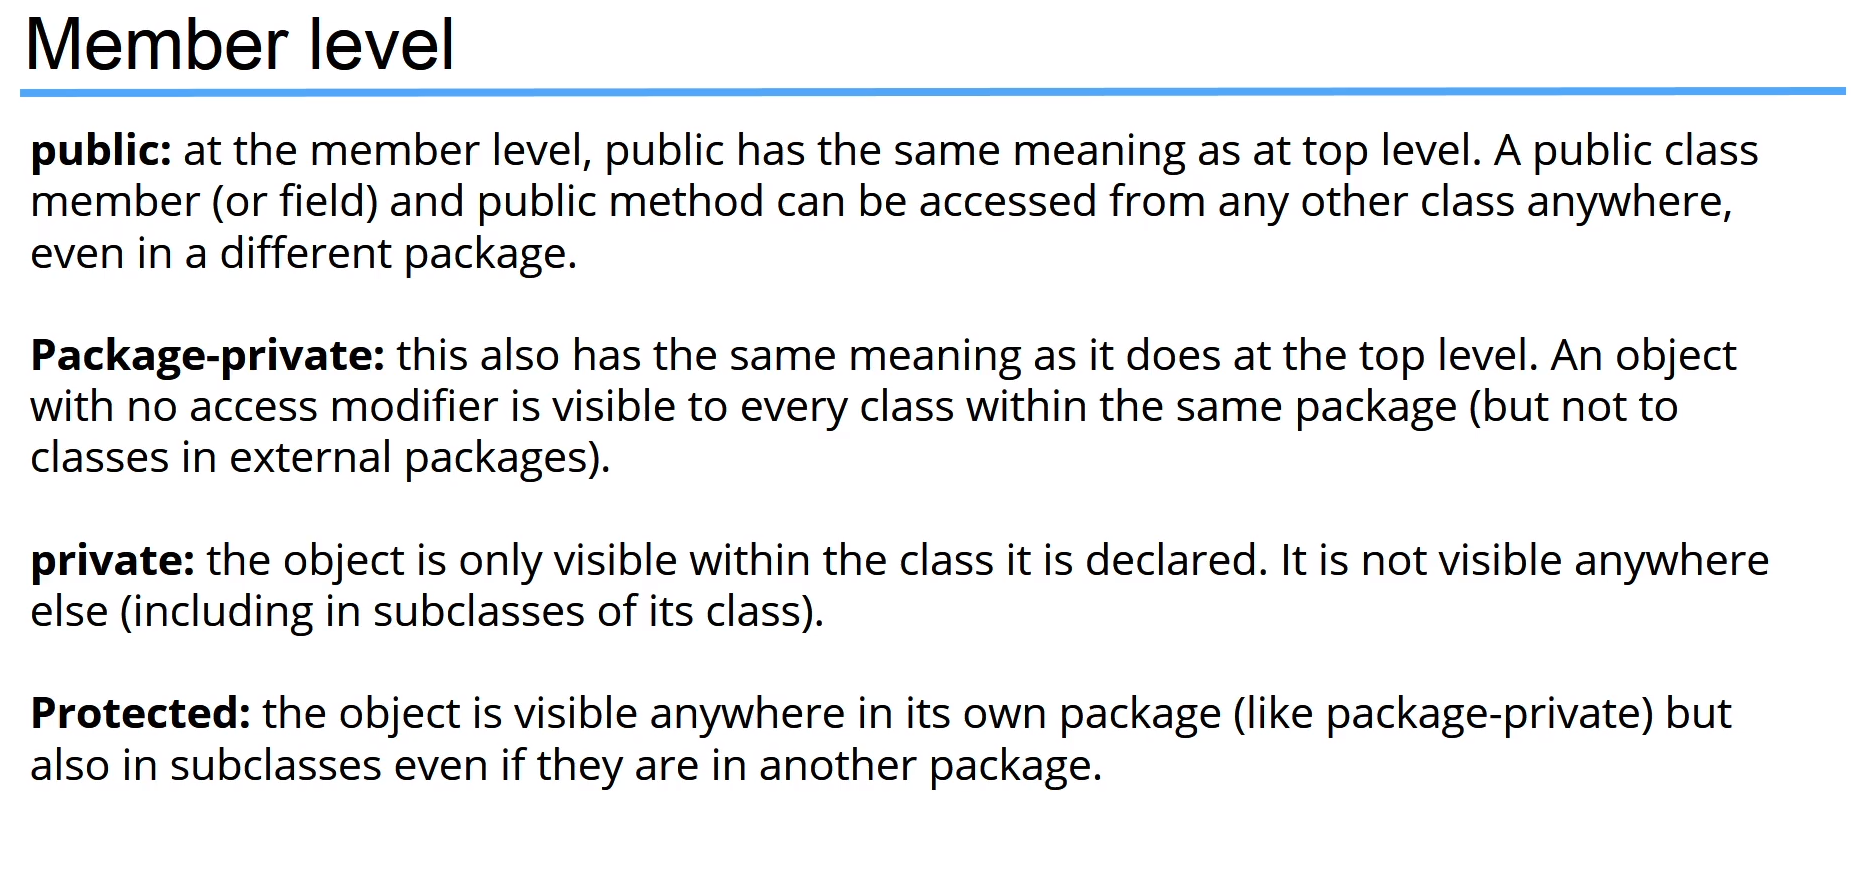 Member level
public: at the member level, public has the same meaning as at top level. A public class
member (or field) and public method can be accessed from any other class anywhere,
even in a different package.
Package-private: this also has the same meaning as it does at the top level. An object
with no access modifier is visible to every class within the same package (but not to
classes in external packages).
private: the object is only visible within the class it is declared. It is not visible anywhere
else (including in subclasses of its class).
Protected: the object is visible anywhere in its own package (like package-private) but
also in subclasses even if they are in another package.